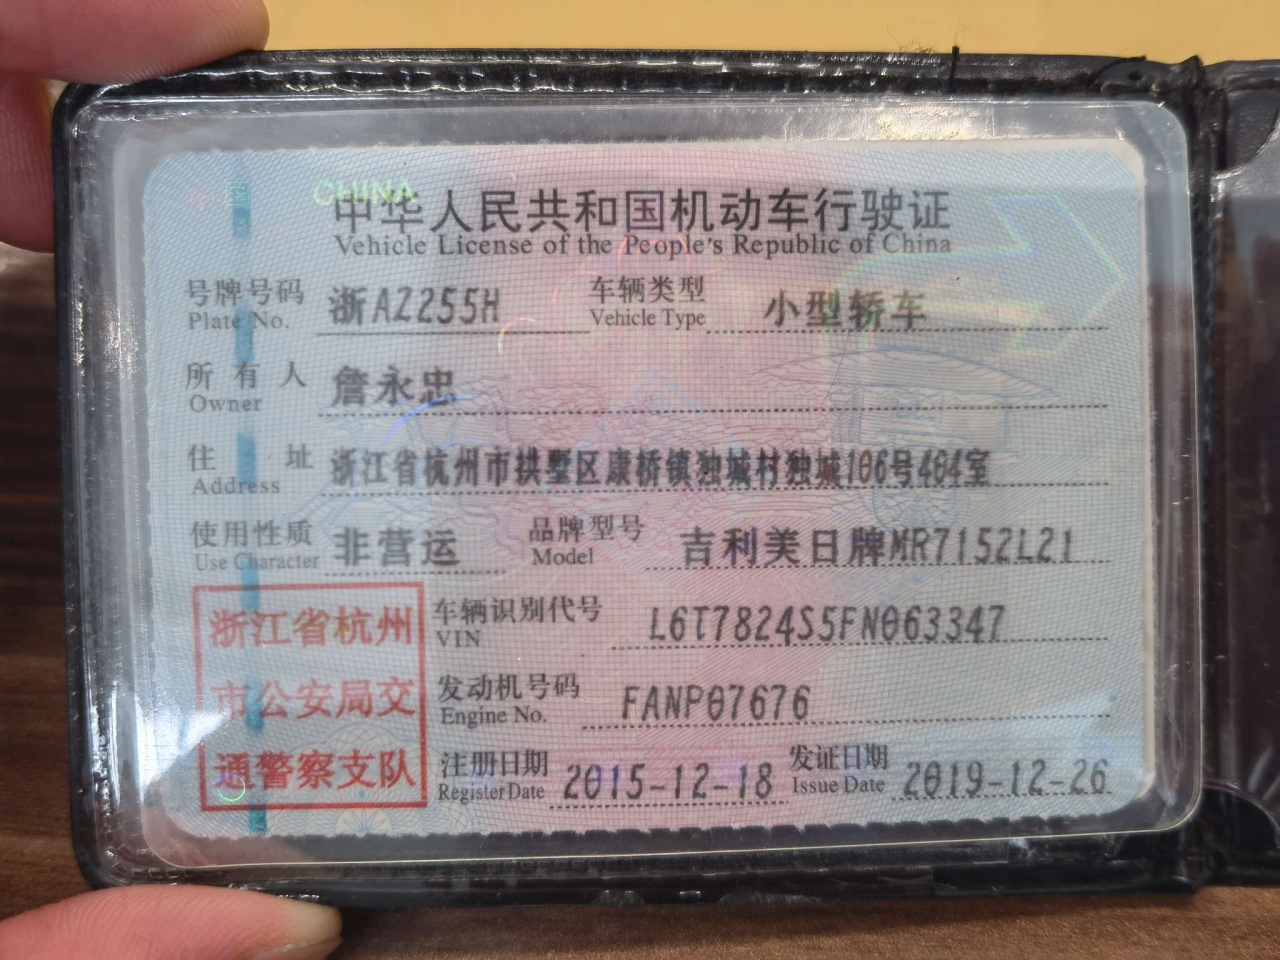 国 CHINA
中华人民共和国机动车行驶证
Vehicle License of the People's Republic of China
号牌号码 浙AZ255H 车辆类型 小型轿车
Plate No. Vehicle Type
所有人 詹永忠
Owner
住址 浙江省杭州市拱墅区康桥镇独城村独城106号404室
Address
使用性质 非营运 品牌型号 吉利美日牌MR7152L21
Use Character Model
浙江省杭州
市公安局交
通警察支队
车辆识别代号 L6T7824S5FN063347
VIN
发动机号码 FANP07676
Engine No.
注册日期 2015-12-18 发证日期 2019-12-26
Register Date Issue Date